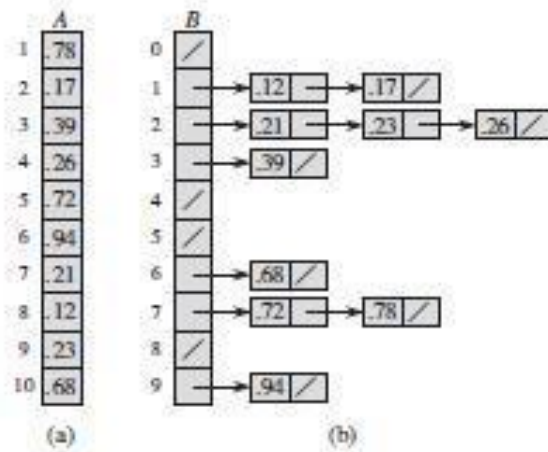 A B
1 .78 0 /
2 .17 1 .12 .17 /
3 .39 2 .21 .23 .26 /
4 .26 3 .39 /
5 .72 4 /
6 .94 5 /
7 .21 6 .68 /
8 .12 7 .72 .78 /
9 .23 8 /
10 .68 9 .94 /
(a) (b)